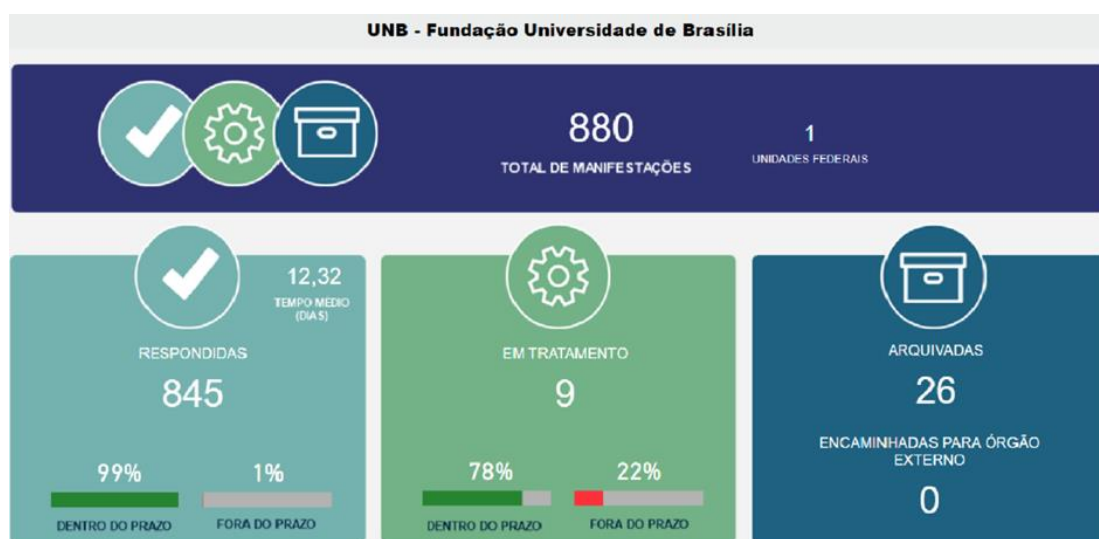 UNB - Fundação Universidade de Brasília
880
TOTAL DE MANIFESTAÇÕES
1
UNIDADES FEDERAIS
12,32
TEMPO MÉDIO
(DIAS)
RESPONDIDAS
845
99%
1%
DENTRO DO PRAZO
FORA DO PRAZO
EM TRATAMENTO
9
78%
22%
DENTRO DO PRAZO
FORA DO PRAZO
ARQUIVADAS
26
ENCAMINHADAS PARA ÓRGÃO
EXTERNO
0